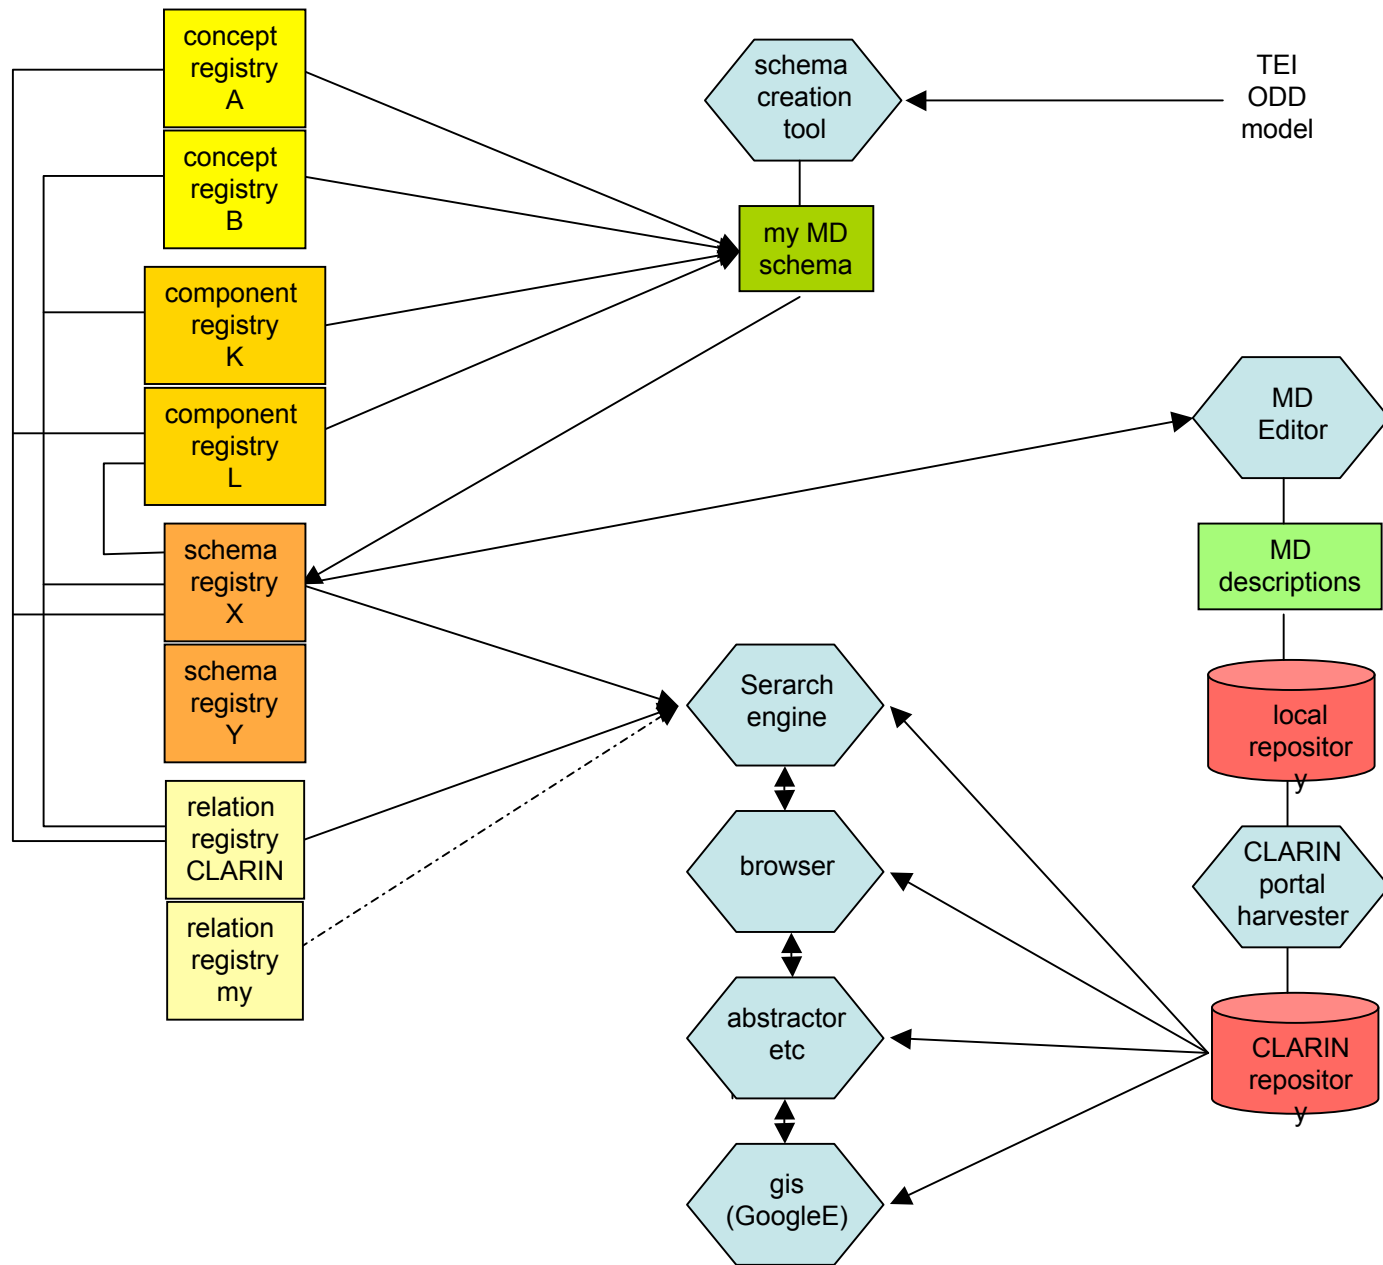 concept
registry
A
concept
registry
B
component
registry
K
component
registry
L
schema
registry
X
schema
registry
Y
relation
registry
CLARIN
relation
registry
my
schema
creation
tool
my MD
schema
TEI
ODD
model
MD
Editor
MD
descriptions
local
repositor
y
CLARIN
portal
harvester
CLARIN
repositor
y
Serarch
engine
browser
abstractor
etc
gis
(GoogleE)